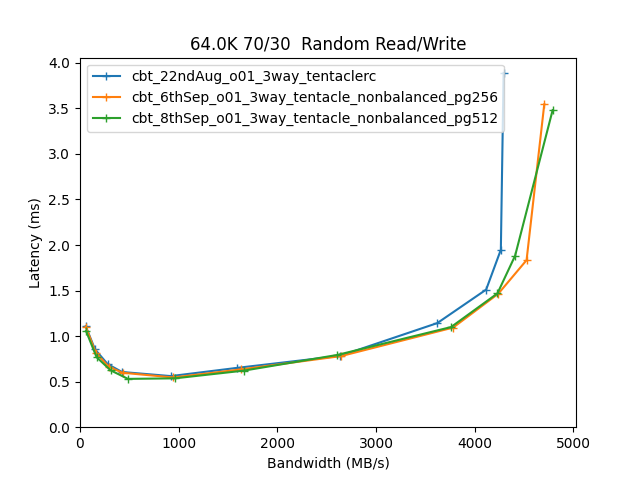 64.0K 70/30  Random Read/Write
cbt_22ndAug_o01_3way_tentaclerc
cbt_6thSep_o01_3way_tentacle_nonbalanced_pg256
cbt_8thSep_o01_3way_tentacle_nonbalanced_pg512
Latency (ms)
4.0
3.5
3.0
2.5
2.0
1.5
1.0
0.5
0.0
0 1000 2000 3000 4000 5000
Bandwidth (MB/s)